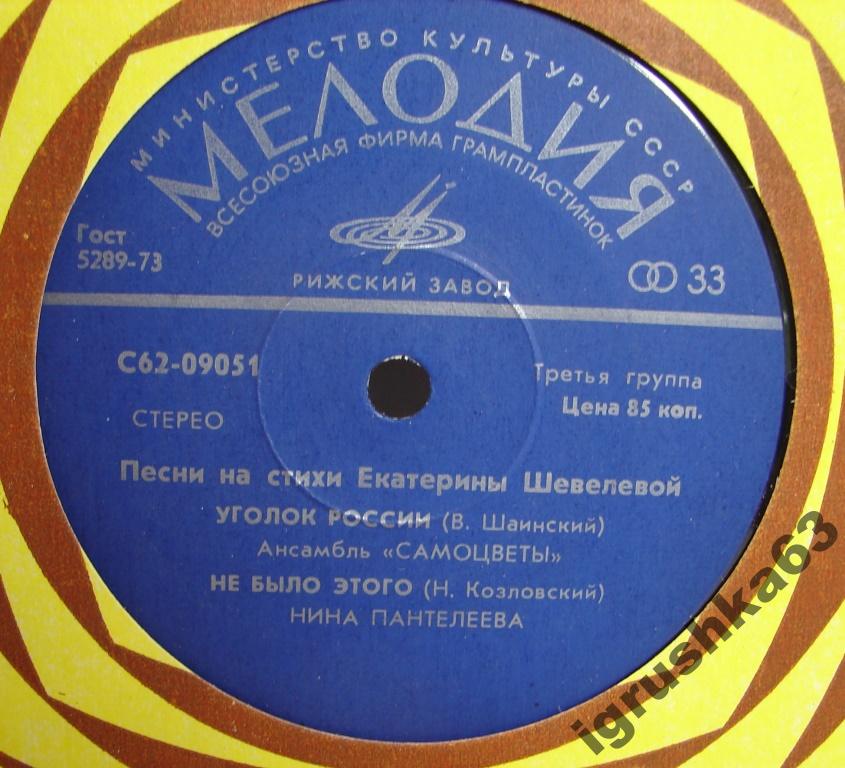 МИНИСТЕРСТВО КУЛЬТУРЫ СССР
МЕЛОДИЯ
ВСЕСОЮЗНАЯ ФИРМА ГРАМПЛАСТИНОК
Гост
5289-73
РИЖСКИЙ ЗАВОД
33
С62-09051
Третья группа
Цена 85 коп.
СТЕРЕО
Песни на стихи Екатерины Шевелевой
УГОЛОК РОССИИ (В. Шаинский)
Ансамбль «САМОЦВЕТЫ»
НЕ БЫЛО ЭТОГО (Н. Козловский)
НИНА ПАНТЕЛЕЕВА
igrushka63